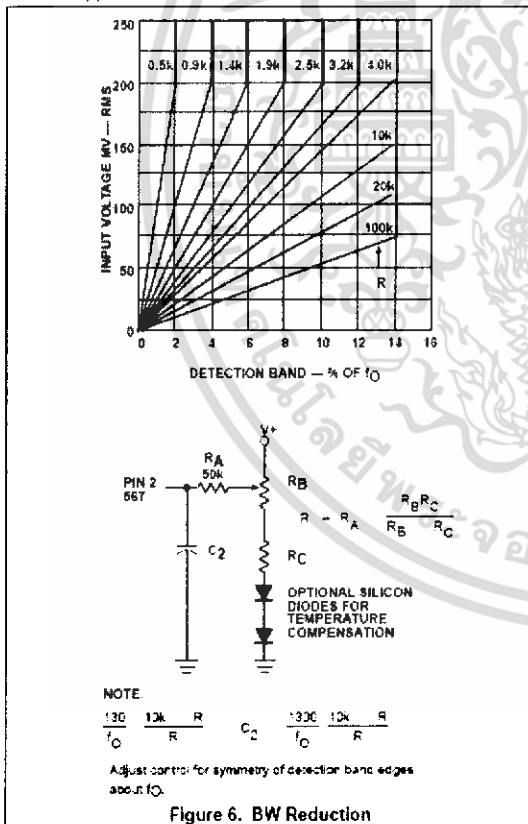 250
200
150
100
50
0
INPUT VOLTAGE MV — RMS
0.5k 0.9k 1.4k 1.9k 2.5k 3.2k 4.0k
10k
20k
100k
R
0 2 4 6 8 10 12 14 16
DETECTION BAND — % OF fO
V+
RA
50k
PIN 2
567
RB
R RA RBRC
RB RC
C2
RC
OPTIONAL SILICON
DIODES FOR
TEMPERATURE
COMPENSATION
NOTE
130 10k R C2 1300 10k R
fO R fO R
Adjust control for symmetry of detection band edges
about fO.
Figure 6. BW Reduction